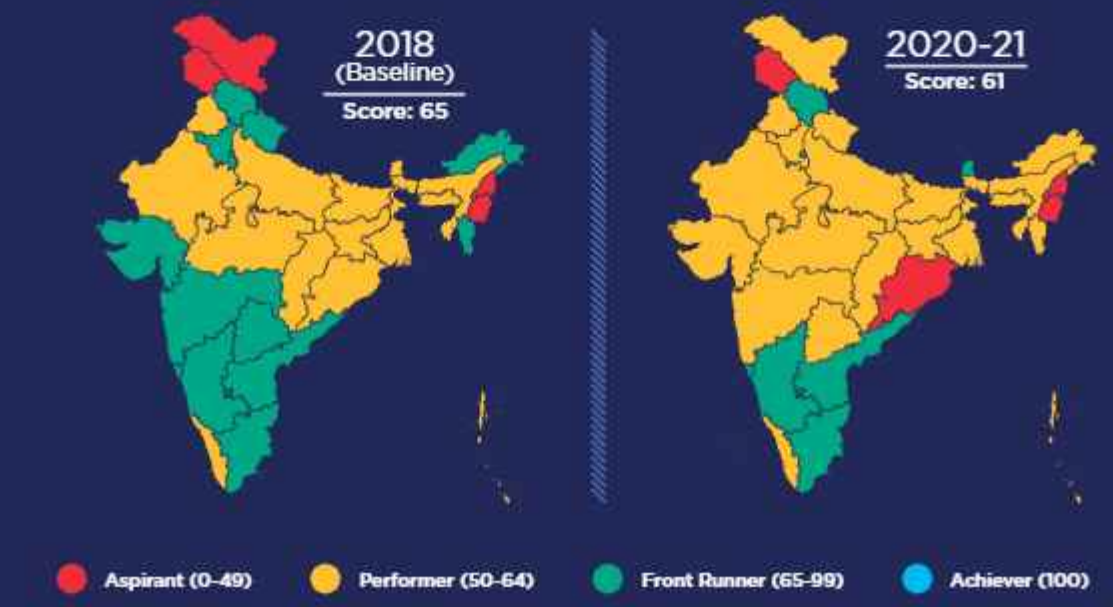 2018
(Baseline)
Score: 65
2020-21
Score: 61
Aspirant (0-49)
Performer (50-64)
Front Runner (65-99)
Achiever (100)